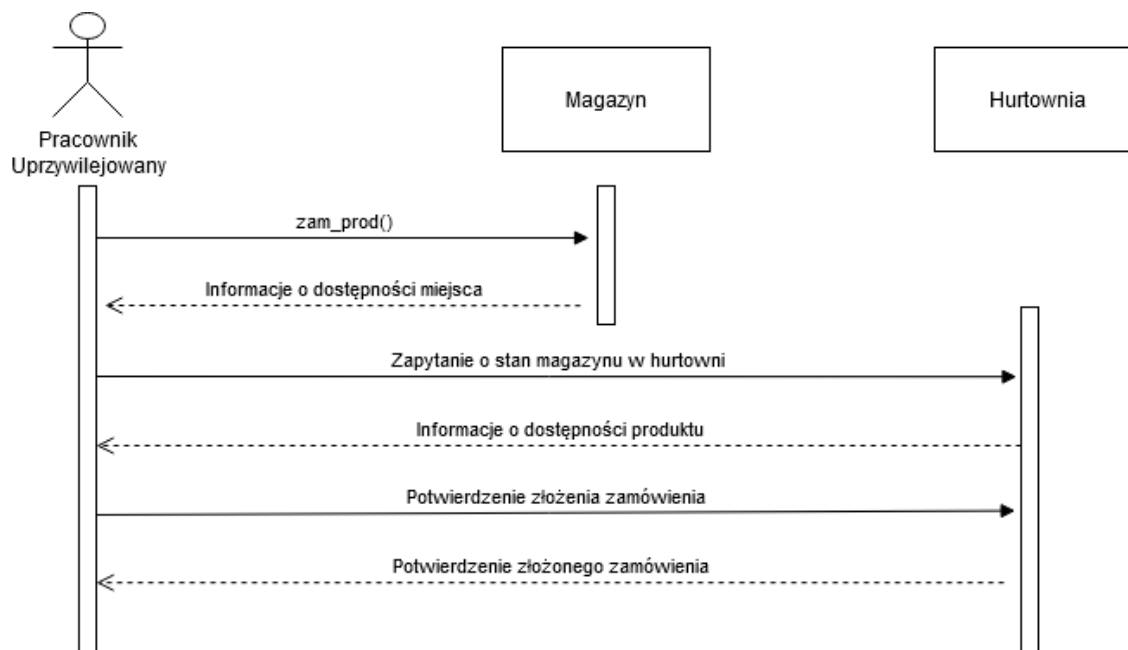 Pracownik
Uprzywilejowany
Magazyn
Hurtownia
zam_prod()
Informacje o dostępności miejsca
Zapytanie o stan magazynu w hurtowni
Informacje o dostępności produktu
Potwierdzenie złożenia zamówienia
Potwierdzenie złożonego zamówienia